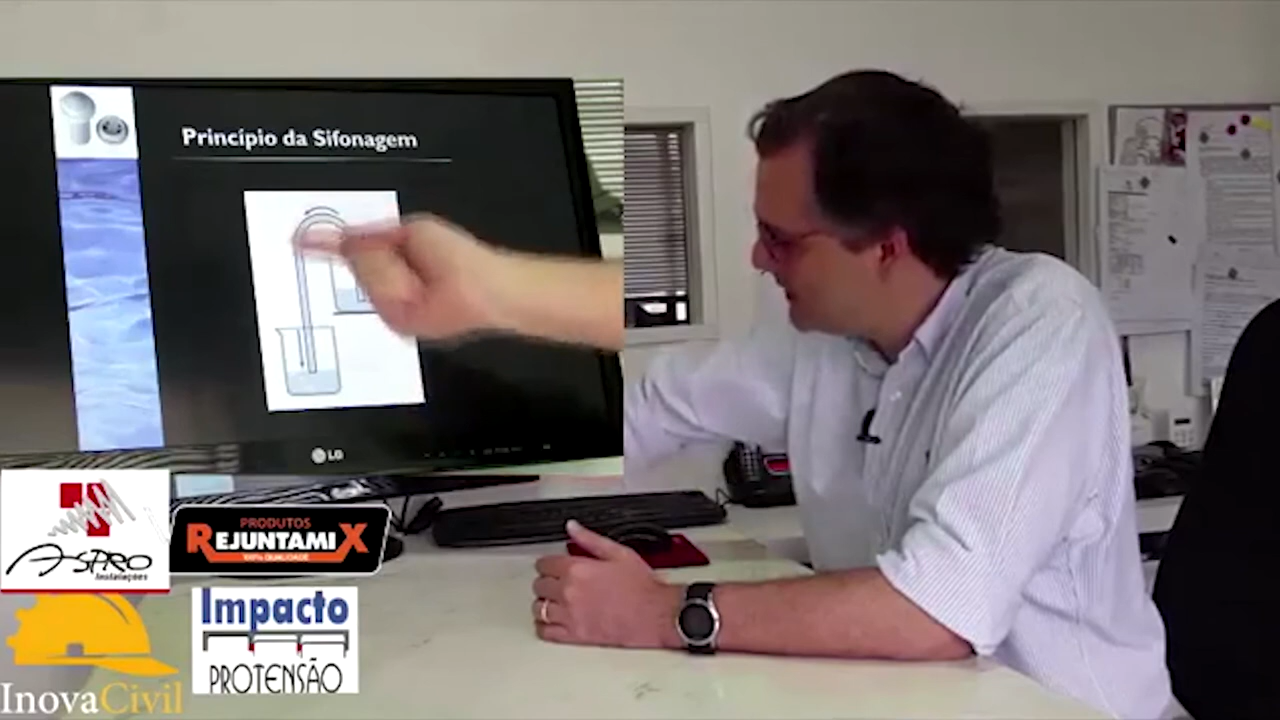 Princípio da Sifonagem
LG
ASPRO
Instalações
PRODUTOS
REJUNTAMIX
100% QUALIDADE
Impacto
PROTENSÃO
InovaCivil